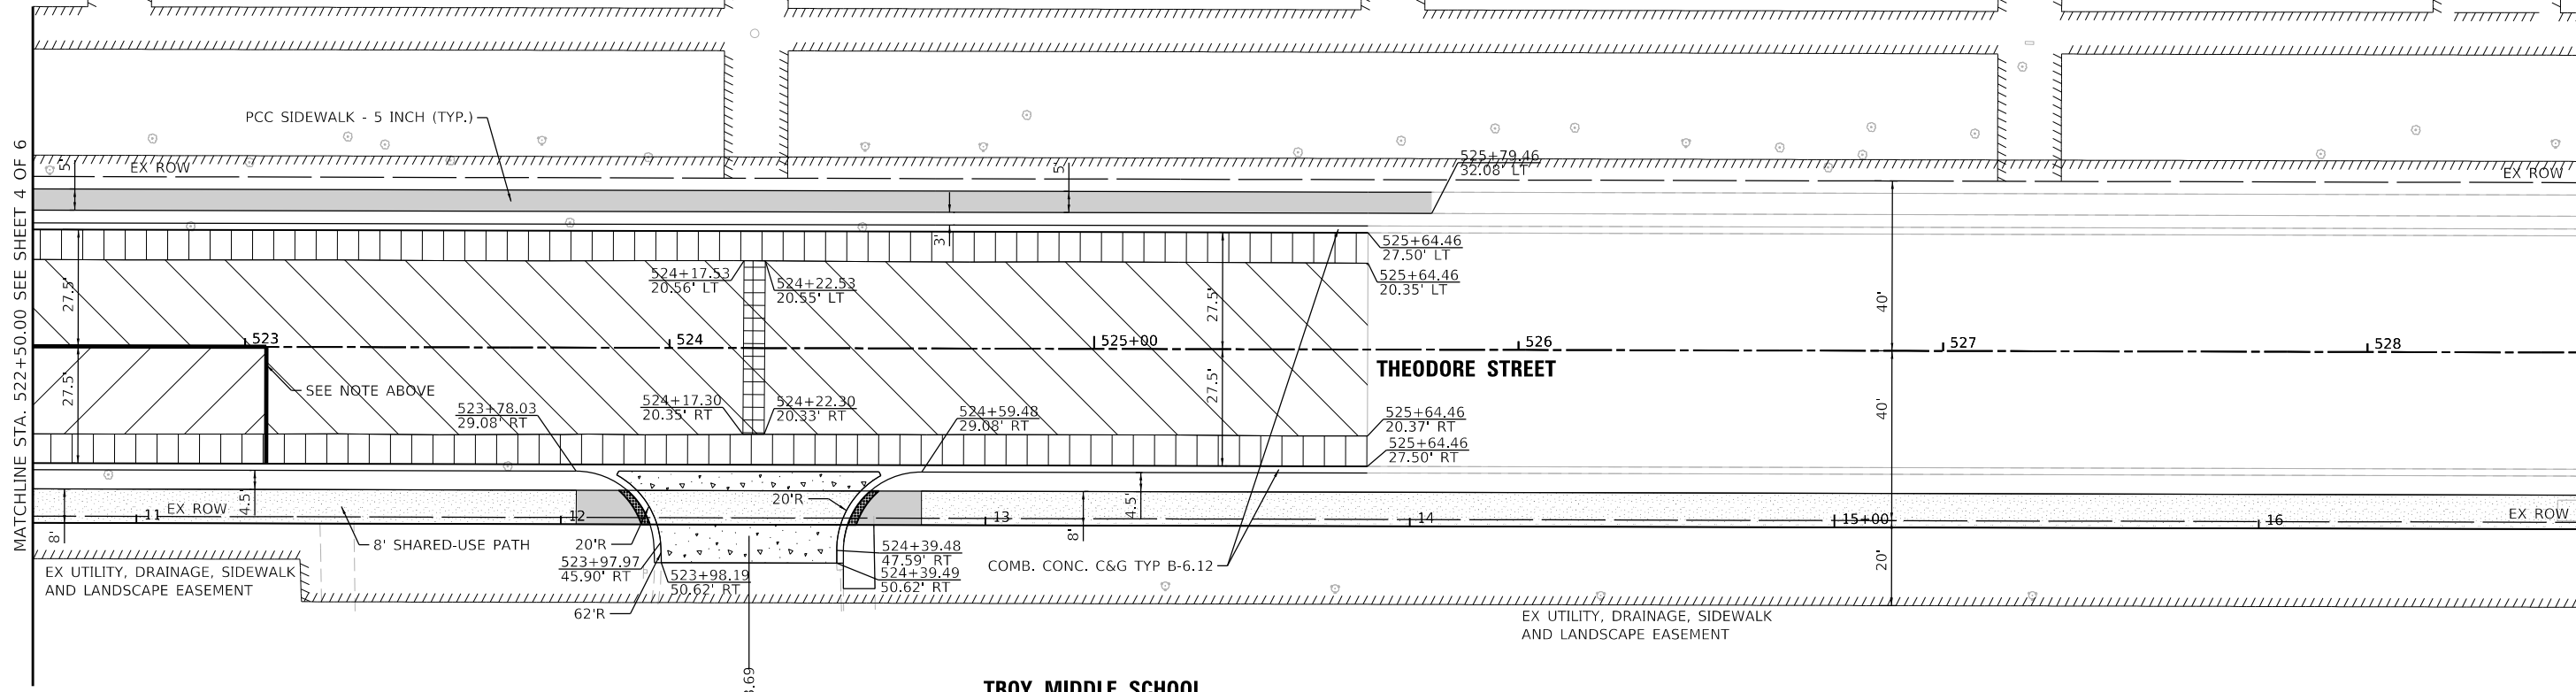 MATCHLINE STA. 522+50.00 SEE SHEET 4 OF 6
PCC SIDEWALK - 5 INCH (TYP.)
EX ROW
5'
5'
525+79.46
32.08' LT
EX ROW
3'
525+64.46
27.50' LT
525+64.46
20.35' LT
524+17.53
20.56' LT
524+22.53
20.55' LT
27.5'
27.5'
40'
523
524
525+00
526
527
528
THEODORE STREET
27.5'
27.5'
40'
SEE NOTE ABOVE
523+78.03
29.08' RT
524+17.30
20.35' RT
524+22.30
20.33' RT
524+59.48
29.08' RT
525+64.46
20.37' RT
525+64.46
27.50' RT
4.5'
20'R
4.5'
EX ROW
11
12
13
14
15+00
16
EX ROW
8'
8' SHARED-USE PATH
20'R
8'
20'
523+97.97
45.90' RT
523+98.19
50.62' RT
524+39.48
47.59' RT
524+39.49
50.62' RT
COMB. CONC. C&G TYP B-6.12
EX UTILITY, DRAINAGE, SIDEWALK
AND LANDSCAPE EASEMENT
62'R
EX UTILITY, DRAINAGE, SIDEWALK
AND LANDSCAPE EASEMENT
.69
TROY MIDDLE SCHOOL